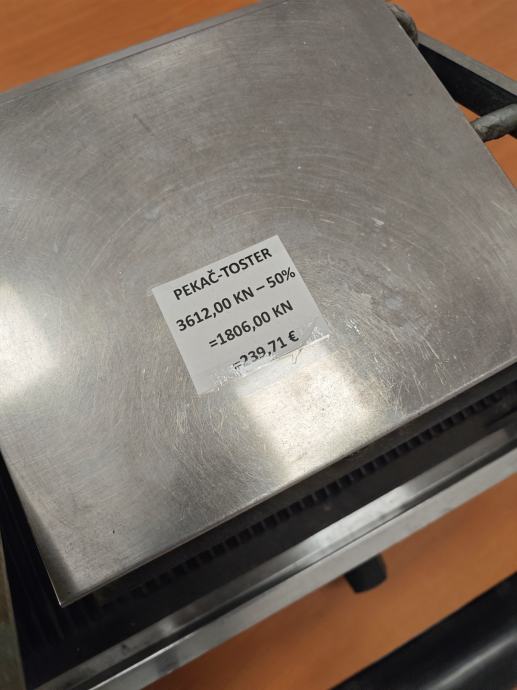 PEKAČ-TOSTER
3612,00 KN – 50%
=1806,00 KN
=239,71 €